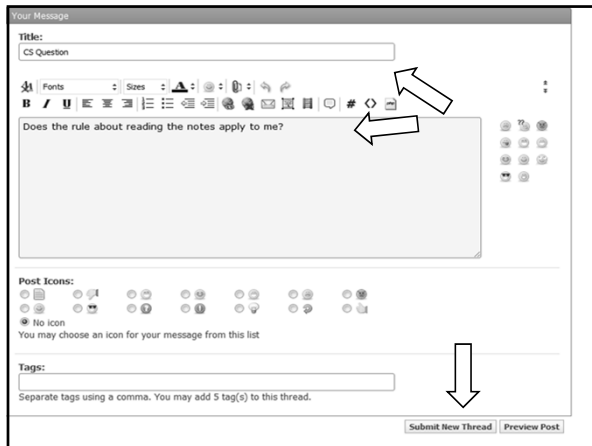 Your Message
Title:
CS Question
Fonts Sizes A
B I U # <> php
Does the rule about reading the notes apply to me?
Post Icons:
No icon
You may choose an icon for your message from this list
Tags:
Separate tags using a comma. You may add 5 tag(s) to this thread.
Submit New Thread Preview Post